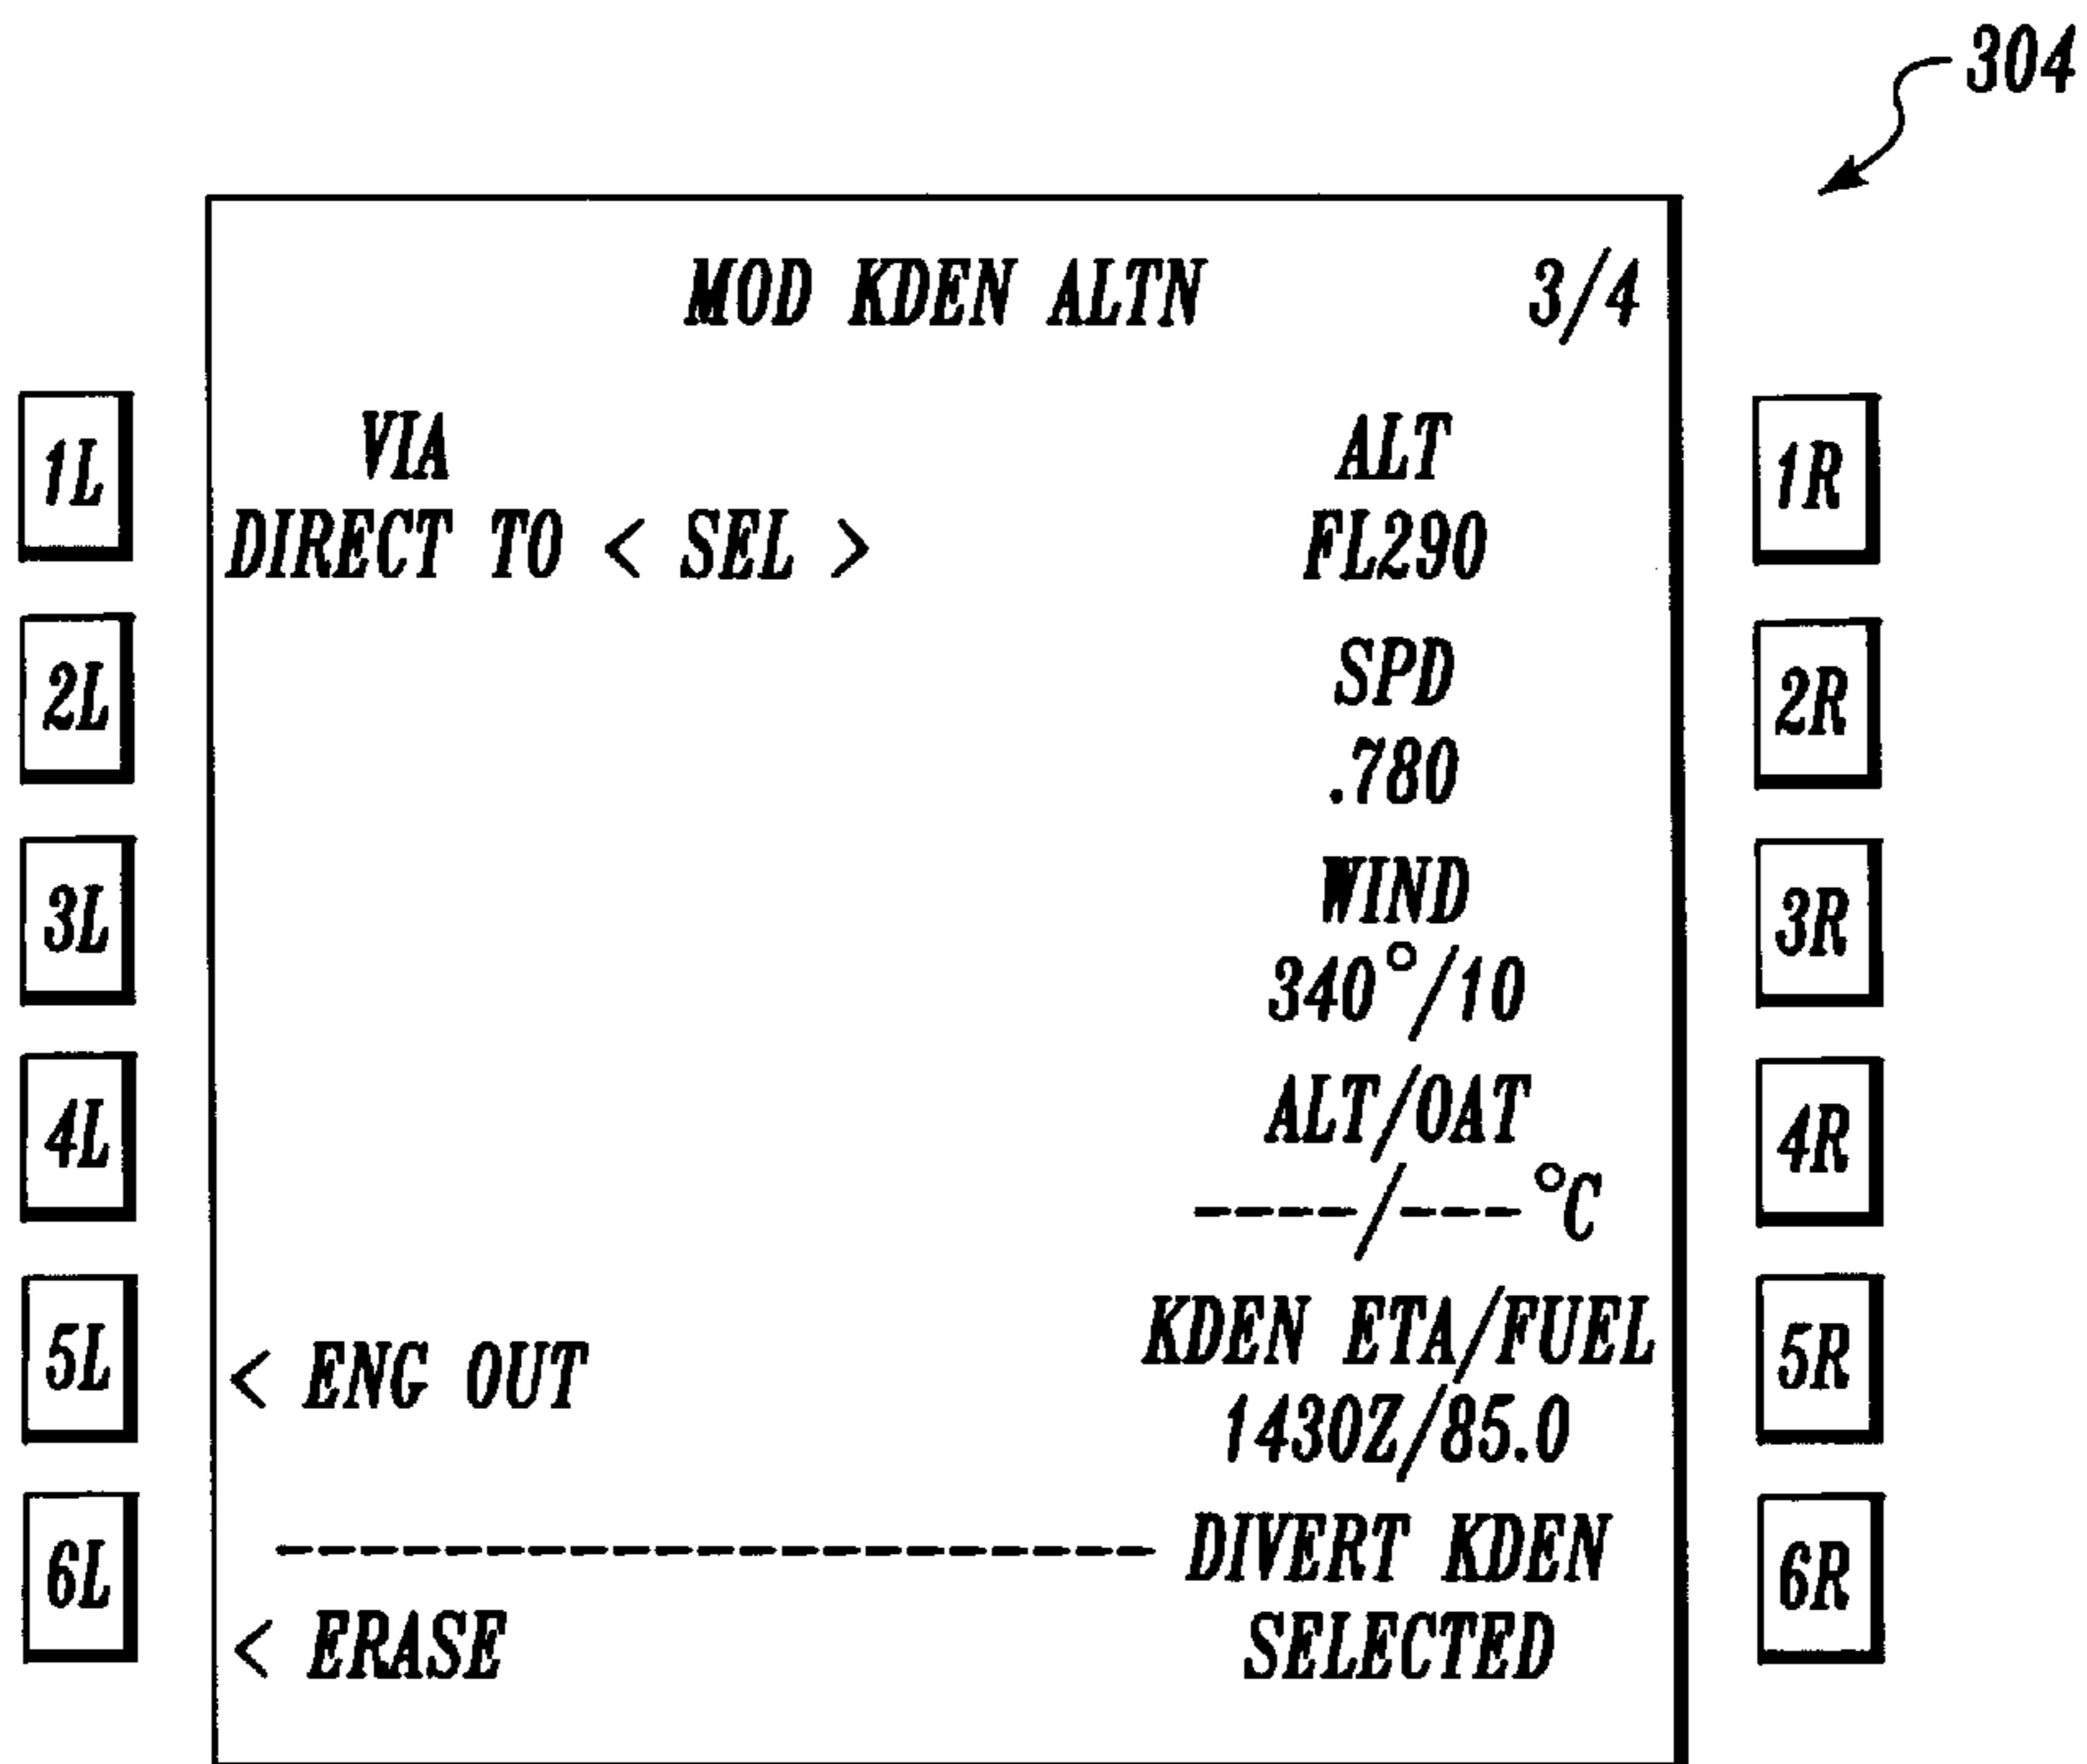 304
MOD KDEN ALTN 3/4
1L VIA ALT 1R
DIRECT TO < SEL > FL290
2L SPD 2R
.780
3L WIND 3R
340°/10
4L ALT/OAT 4R
----/---°C
5L < ENG OUT KDEN ETA/FUEL 5R
1430Z/85.0
6L --------------------- DIVERT KDEN 6R
< ERASE SELECTED